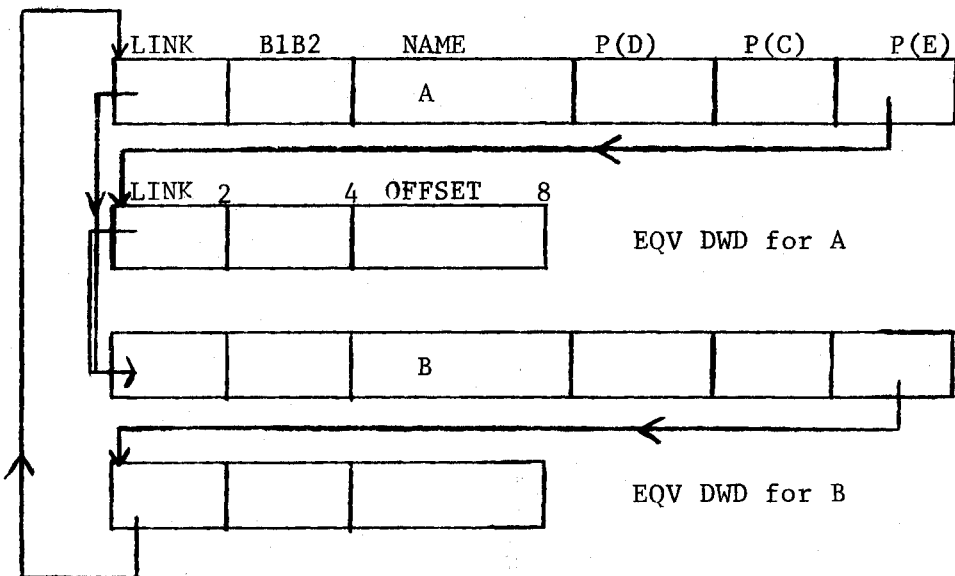 LINK B1B2 NAME P(D) P(C) P(E)
A
LINK 2 4 OFFSET 8
EQV DWD for A
B
EQV DWD for B